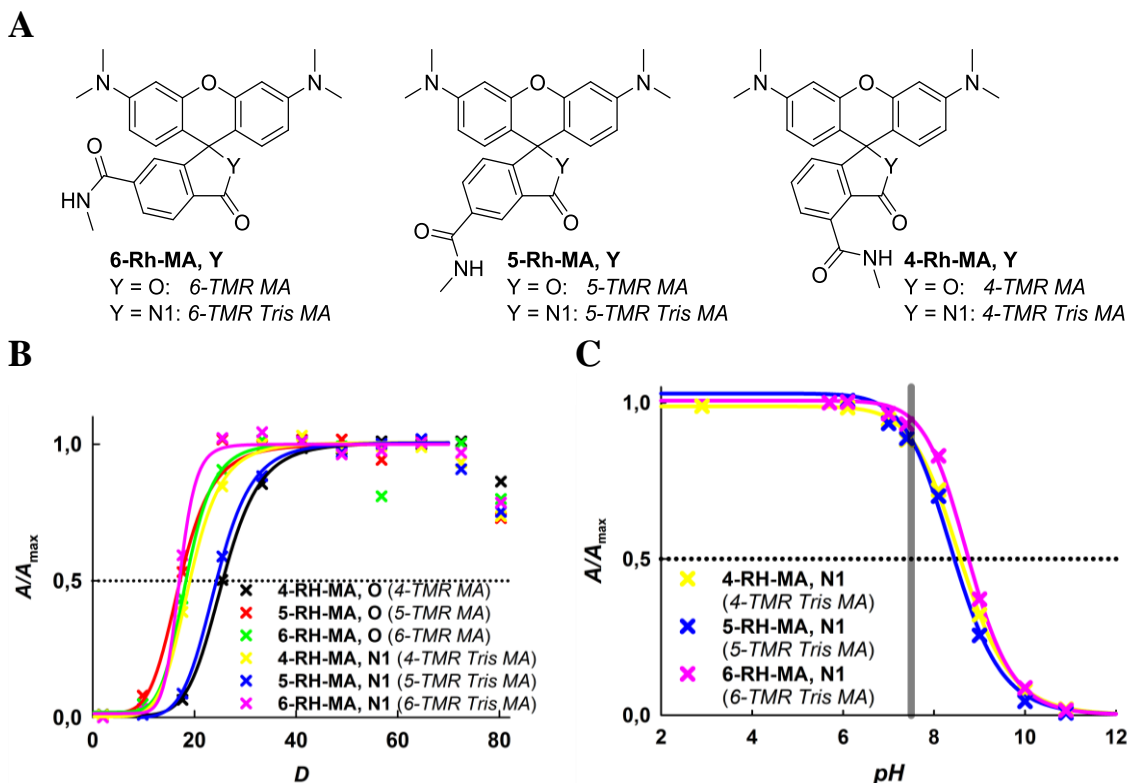 A
N
O
N
O
HN
Y
O
6-Rh-MA, Y
Y = O: 6-TMR MA
Y = N1: 6-TMR Tris MA
N
O
N
Y
O
O
NH
5-Rh-MA, Y
Y = O: 5-TMR MA
Y = N1: 5-TMR Tris MA
N
O
N
Y
O
O
NH
4-Rh-MA, Y
Y = O: 4-TMR MA
Y = N1: 4-TMR Tris MA
B
A/Amax
1,0
0,5
0,0
0 20 40 60 80
D
4-RH-MA, O (4-TMR MA)
5-RH-MA, O (5-TMR MA)
6-RH-MA, O (6-TMR MA)
4-RH-MA, N1 (4-TMR Tris MA)
5-RH-MA, N1 (5-TMR Tris MA)
6-RH-MA, N1 (6-TMR Tris MA)
C
A/Amax
1,0
0,5
0,0
2 4 6 8 10 12
pH
4-RH-MA, N1
(4-TMR Tris MA)
5-RH-MA, N1
(5-TMR Tris MA)
6-RH-MA, N1
(6-TMR Tris MA)